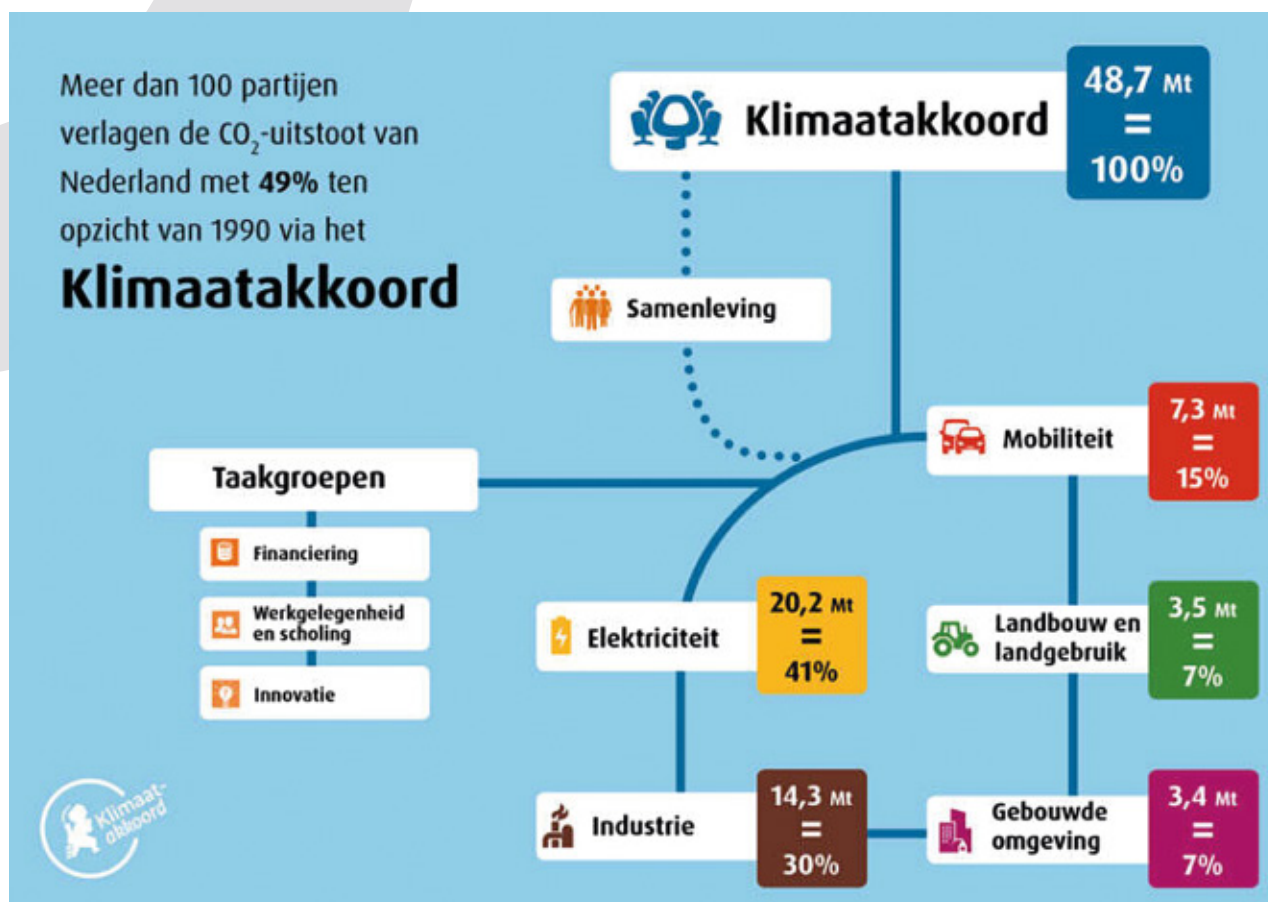 Meer dan 100 partijen
verlagen de CO₂-uitstoot van
Nederland met 49% ten
opzicht van 1990 via het
Klimaatakkoord
Klimaatakkoord
48,7 Mt
=
100%
Samenleving
Mobiliteit
7,3 Mt
=
15%
Taakgroepen
Financiering
Werkgelegenheid
en scholing
Innovatie
Elektriciteit
20,2 Mt
=
41%
Landbouw en
landgebruik
3,5 Mt
=
7%
Industrie
14,3 Mt
=
30%
Gebouwde
omgeving
3,4 Mt
=
7%
Klimaat-
akkoord